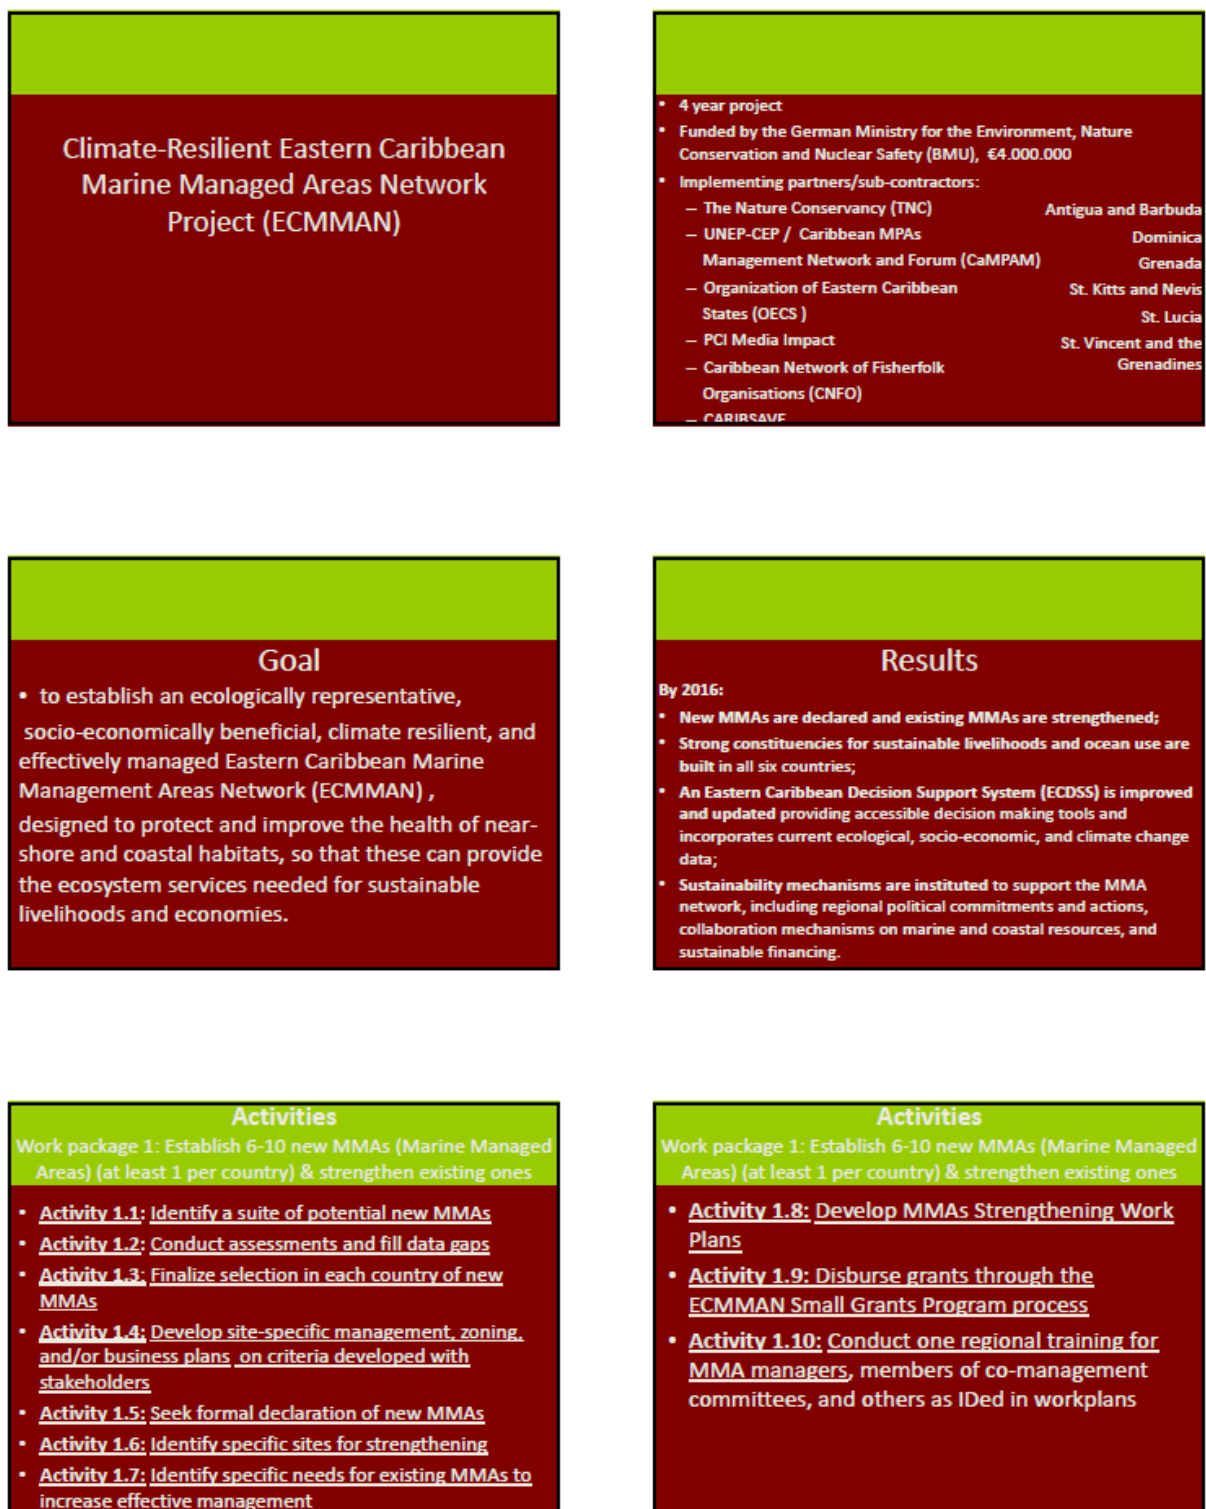 Climate-Resilient Eastern Caribbean
Marine Managed Areas Network
Project (ECMMAN)
• 4 year project
• Funded by the German Ministry for the Environment, Nature
Conservation and Nuclear Safety (BMU), €4.000.000
• Implementing partners/sub-contractors:
– The Nature Conservancy (TNC)
– UNEP-CEP / Caribbean MPAs
Management Network and Forum (CaMPAM)
– Organization of Eastern Caribbean
States (OECS )
– PCI Media Impact
– Caribbean Network of Fisherfolk
Organisations (CNFO)
– CARIBSAVE
Antigua and Barbuda
Dominica
Grenada
St. Kitts and Nevis
St. Lucia
St. Vincent and the
Grenadines
Goal
• to establish an ecologically representative,
socio-economically beneficial, climate resilient, and
effectively managed Eastern Caribbean Marine
Management Areas Network (ECMMAN) ,
designed to protect and improve the health of near-
shore and coastal habitats, so that these can provide
the ecosystem services needed for sustainable
livelihoods and economies.
Results
By 2016:
• New MMAs are declared and existing MMAs are strengthened;
• Strong constituencies for sustainable livelihoods and ocean use are
built in all six countries;
• An Eastern Caribbean Decision Support System (ECDSS) is improved
and updated providing accessible decision making tools and
incorporates current ecological, socio-economic, and climate change
data;
• Sustainability mechanisms are instituted to support the MMA
network, including regional political commitments and actions,
collaboration mechanisms on marine and coastal resources, and
sustainable financing.
Activities
Work package 1: Establish 6-10 new MMAs (Marine Managed
Areas) (at least 1 per country) & strengthen existing ones
• Activity 1.1: Identify a suite of potential new MMAs
• Activity 1.2: Conduct assessments and fill data gaps
• Activity 1.3: Finalize selection in each country of new
MMAs
• Activity 1.4: Develop site-specific management, zoning,
and/or business plans on criteria developed with
stakeholders
• Activity 1.5: Seek formal declaration of new MMAs
• Activity 1.6: Identify specific sites for strengthening
• Activity 1.7: Identify specific needs for existing MMAs to
increase effective management
Activities
Work package 1: Establish 6-10 new MMAs (Marine Managed
Areas) (at least 1 per country) & strengthen existing ones
• Activity 1.8: Develop MMAs Strengthening Work
Plans
• Activity 1.9: Disburse grants through the
ECMMAN Small Grants Program process
• Activity 1.10: Conduct one regional training for
MMA managers, members of co-management
committees, and others as IDed in workplans